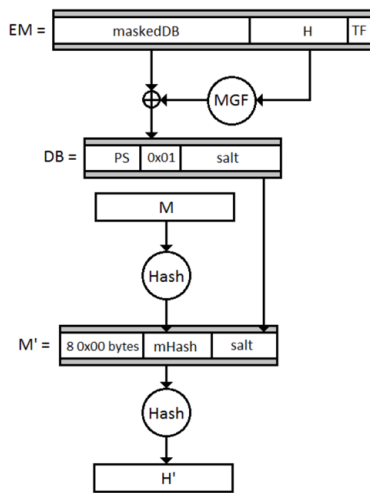 EM = maskedDB H TF
MGF
DB = PS 0x01 salt
M
Hash
M' = 8 0x00 bytes mHash salt
Hash
H'